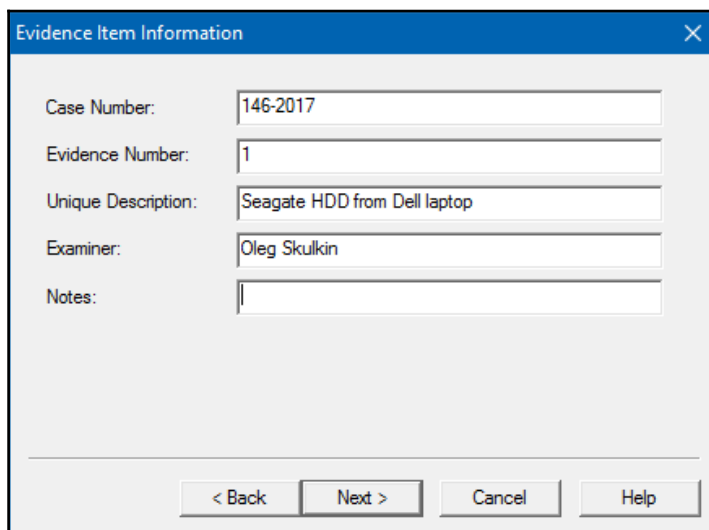 Evidence Item Information
Case Number: 146-2017
Evidence Number: 1
Unique Description: Seagate HDD from Dell laptop
Examiner: Oleg Skulkin
Notes:
< Back Next > Cancel Help